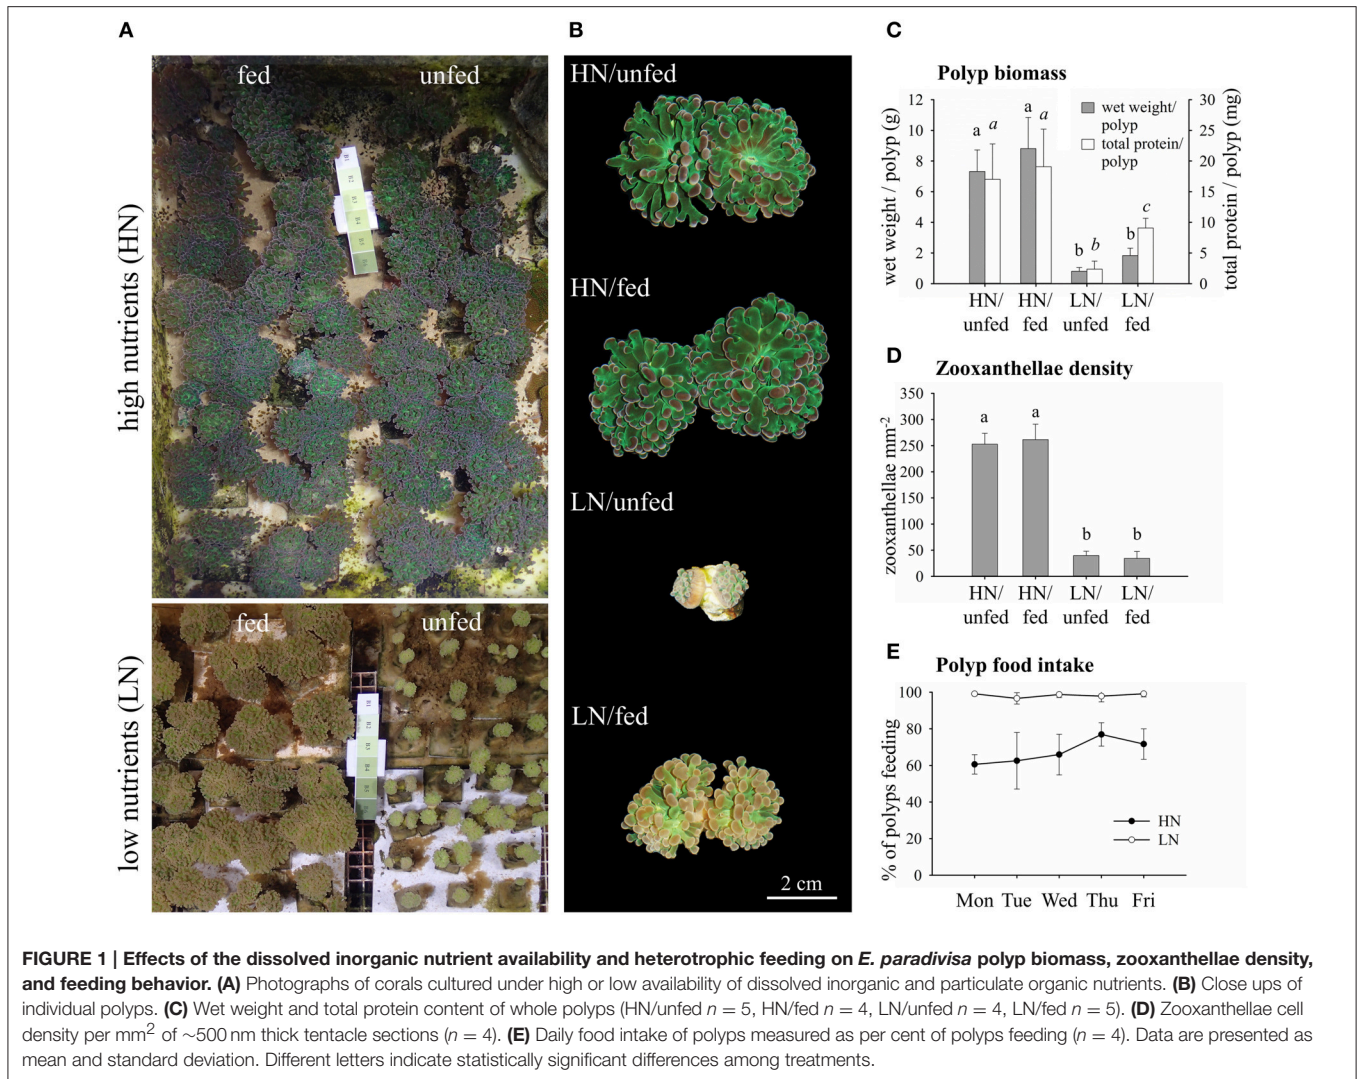 A
fed
unfed
high nutrients (HN)
fed
unfed
low nutrients (LN)
B
HN/unfed
HN/fed
LN/unfed
LN/fed
2 cm
C
Polyp biomass
wet weight / polyp (g)
12
10
8
6
4
2
0
a
a
a
a
b
b
b
c
wet weight/
polyp
total protein/
polyp
30
25
20
15
10
5
0
total protein / polyp (mg)
HN/ HN/ LN/ LN/
unfed fed unfed fed
D
Zooxanthellae density
zooxanthellae mm-2
350
300
250
200
150
100
50
0
a
a
b
b
HN/ HN/ LN/ LN/
unfed fed unfed fed
E
Polyp food intake
% of polyps feeding
100
80
60
40
20
0
HN
LN
Mon Tue Wed Thu Fri
FIGURE 1 | Effects of the dissolved inorganic nutrient availability and heterotrophic feeding on E. paradivisa polyp biomass, zooxanthellae density,
and feeding behavior. (A) Photographs of corals cultured under high or low availability of dissolved inorganic and particulate organic nutrients. (B) Close ups of
individual polyps. (C) Wet weight and total protein content of whole polyps (HN/unfed n = 5, HN/fed n = 4, LN/unfed n = 4, LN/fed n = 5). (D) Zooxanthellae cell
density per mm2 of ~500 nm thick tentacle sections (n = 4). (E) Daily food intake of polyps measured as per cent of polyps feeding (n = 4). Data are presented as
mean and standard deviation. Different letters indicate statistically significant differences among treatments.